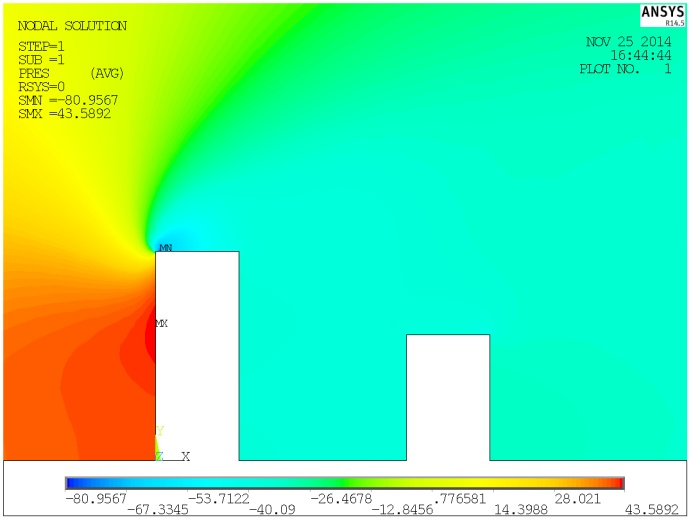 NODAL SOLUTION
STEP=1
SUB =1
PRES (AVG)
RSYS=0
SMN =-80.9567
SMX =43.5892
ANSYS
R14.5
NOV 25 2014
16:44:44
PLOT NO. 1
MN
MX
Y
Z X
-80.9567 -53.7122 -26.4678 .776581 28.021
-67.3345 -40.09 -12.8456 14.3988 43.5892